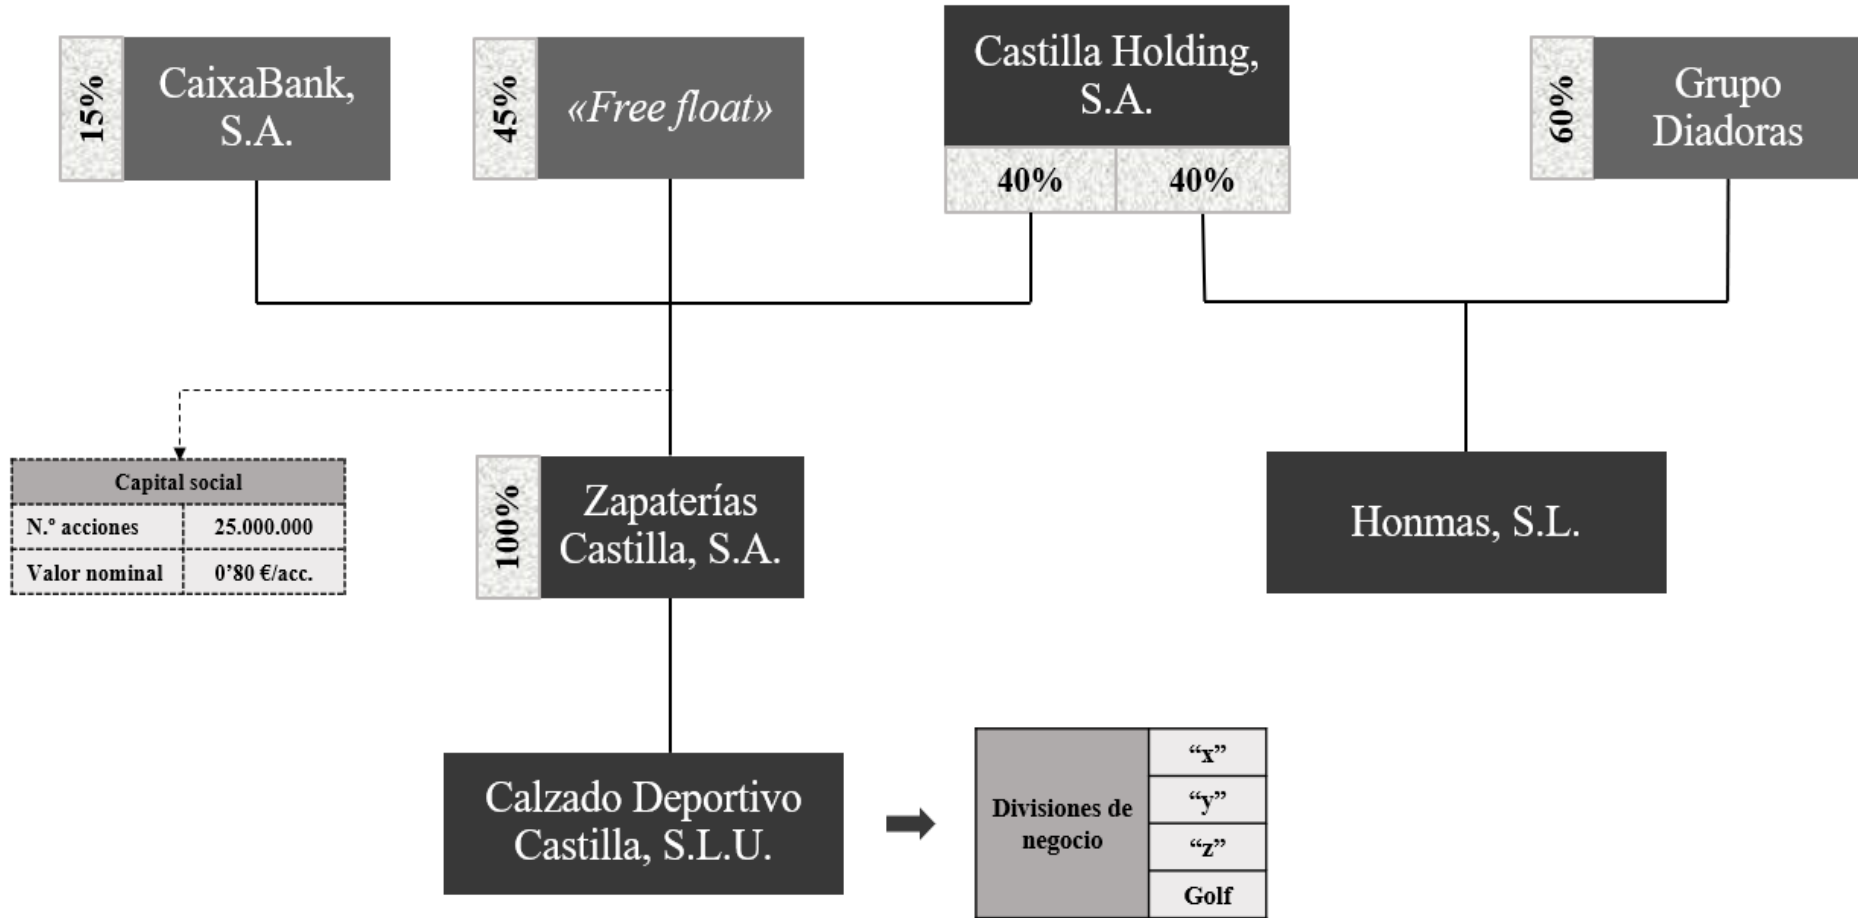 15%
CaixaBank,
S.A.
45%
«Free float»
Castilla Holding,
S.A.
40%
40%
60%
Grupo
Diadoras
Capital social
N.º acciones
25.000.000
Valor nominal
0’80 €/acc.
100%
Zapaterías
Castilla, S.A.
Honmas, S.L.
Calzado Deportivo
Castilla, S.L.U.
Divisiones de
negocio
“x”
“y”
“z”
Golf